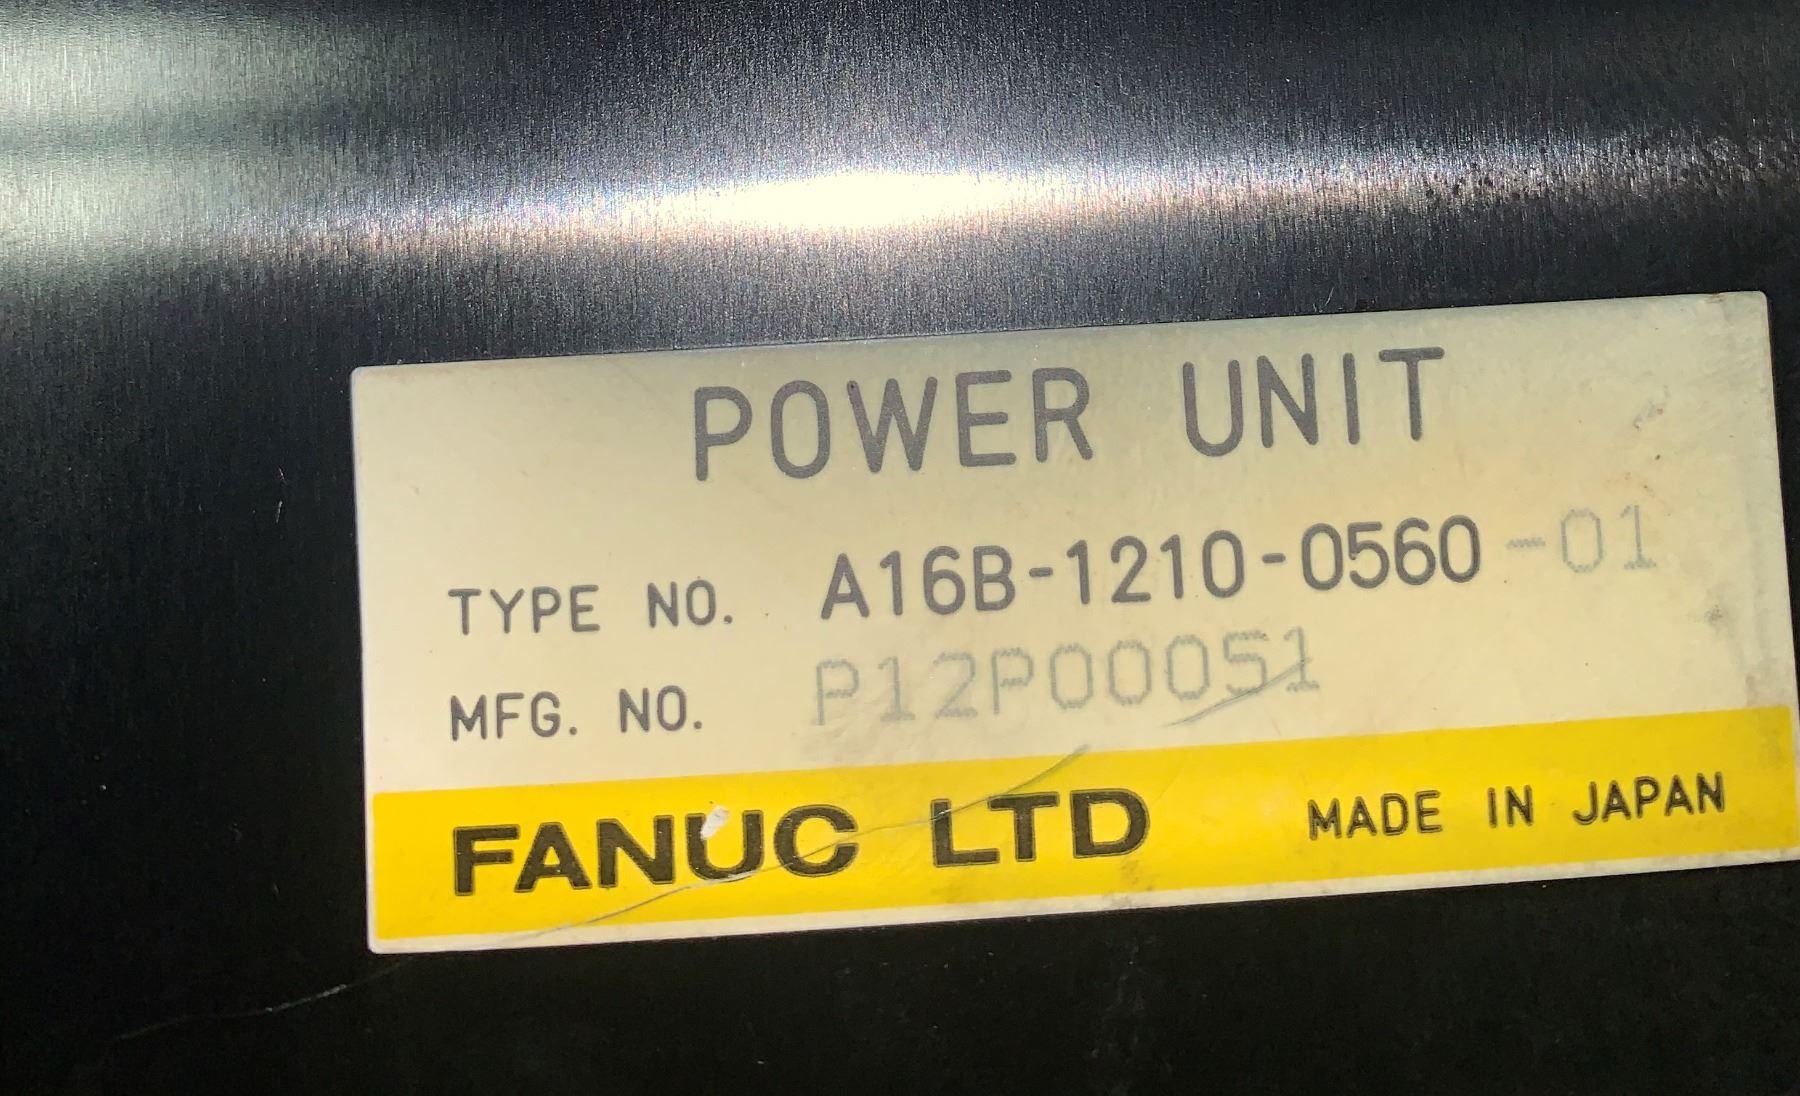 POWER UNIT
TYPE NO. A16B-1210-0560-01
MFG. NO. P12P00051
FANUC LTD MADE IN JAPAN